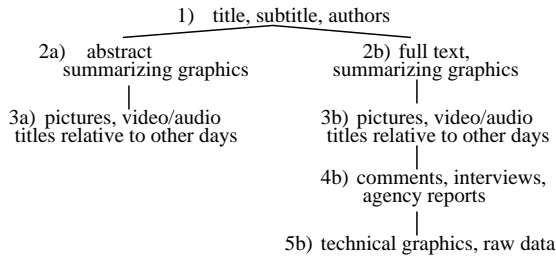 1) title, subtitle, authors
2a) abstract
summarizing graphics
2b) full text,
summarizing graphics
3a) pictures, video/audio
titles relative to other days
3b) pictures, video/audio
titles relative to other days
4b) comments, interviews,
agency reports
5b) technical graphics, raw data